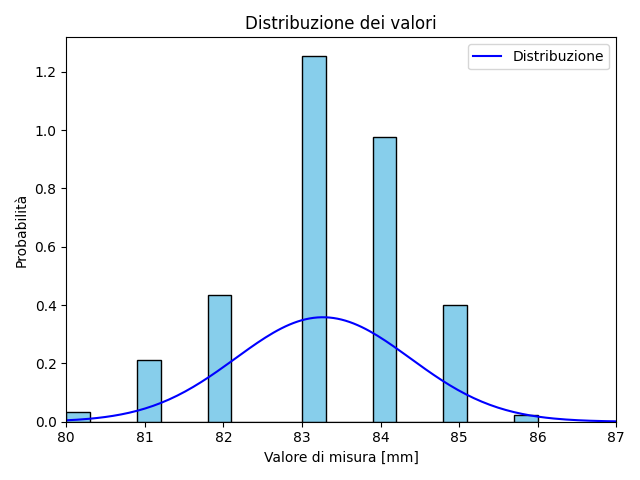 Distribuzione dei valori
Distribuzione
1.2
1.0
0.8
0.6
0.4
0.2
0.0
Probabilità
80 81 82 83 84 85 86 87
Valore di misura [mm]